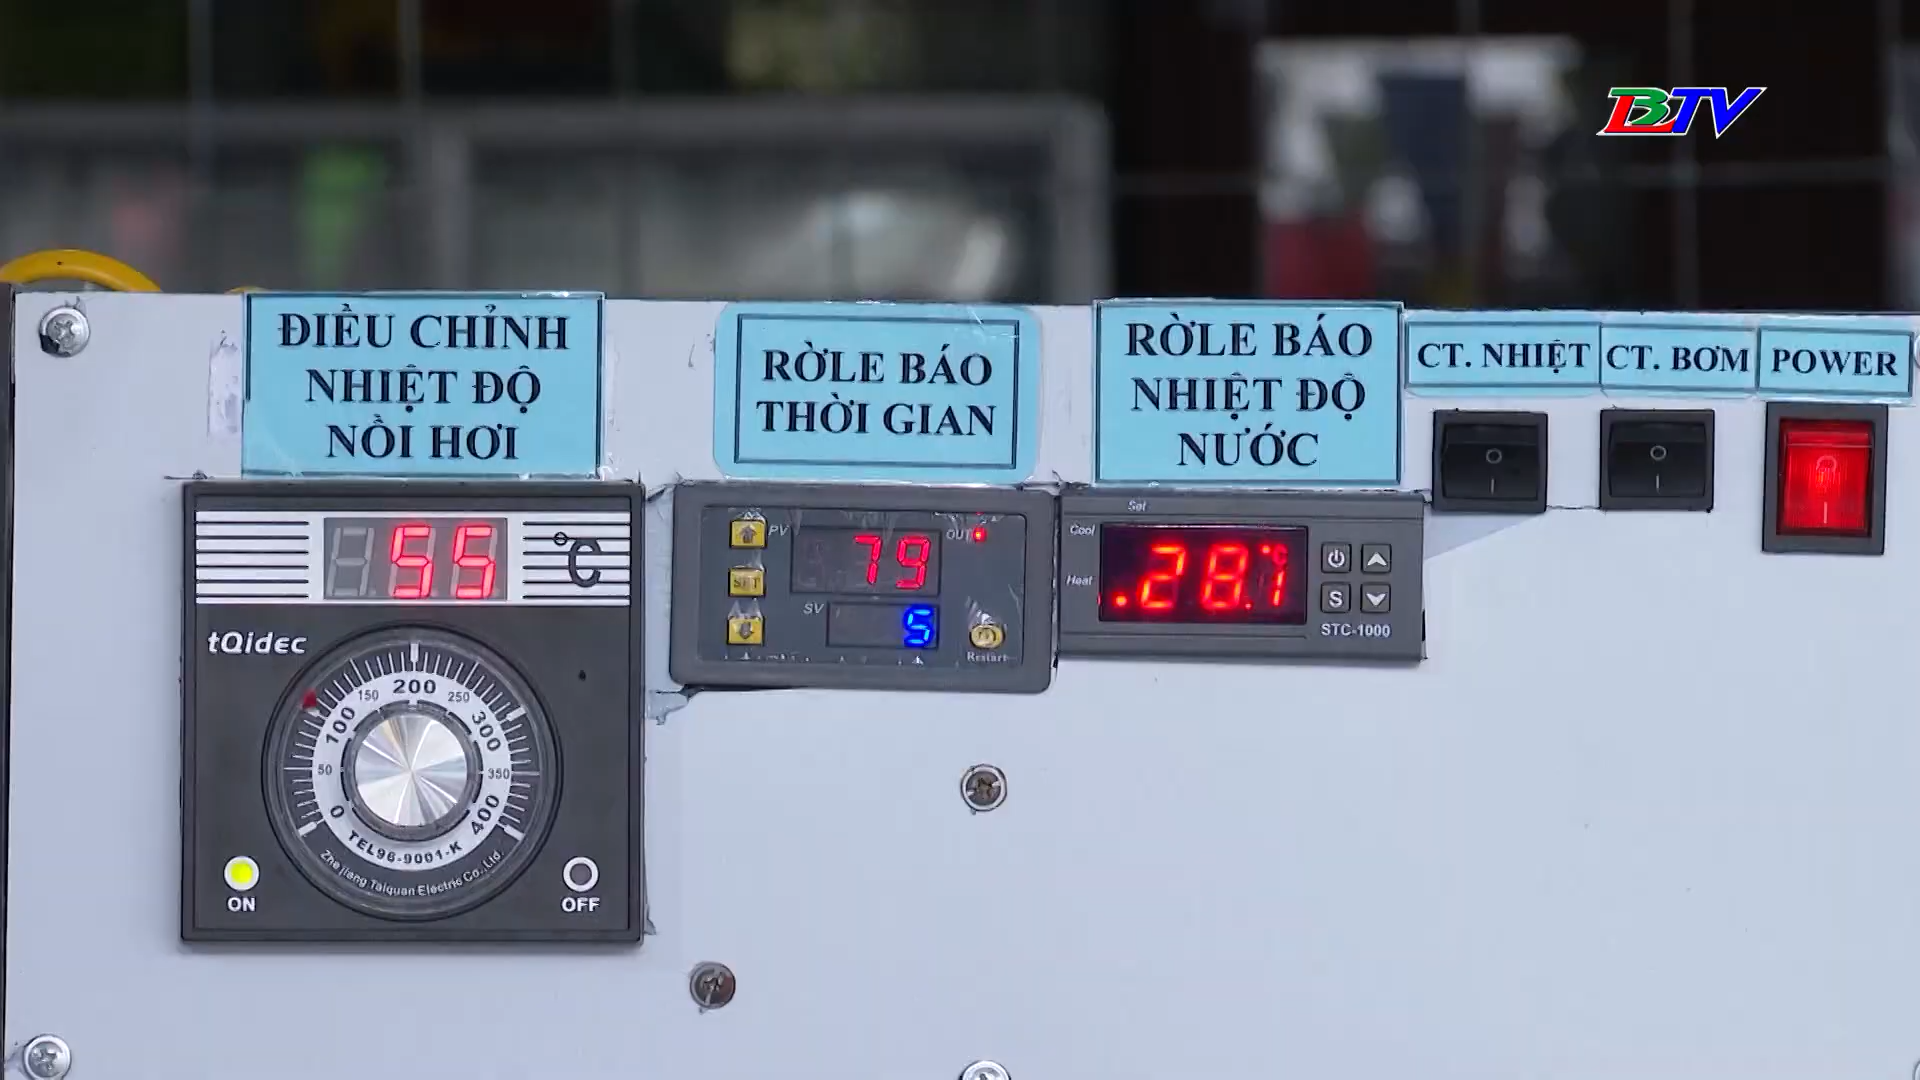 BTV
ĐIỀU CHỈNH
NHIỆT ĐỘ
NỒI HƠI
RỜLE BÁO
THỜI GIAN
RỜLE BÁO
NHIỆT ĐỘ
NƯỚC
CT. NHIỆT
CT. BƠM
POWER
55
°C
tQidec
0
50
100
150
200
250
300
350
400
TEL96-9001-K
Zhe jiang Taiquan Electric Co., Ltd
ON
OFF
PV
79
OUT
SET
SV
5
Restart
Set
Cool
Heat
28.1
°C
S
STC-1000